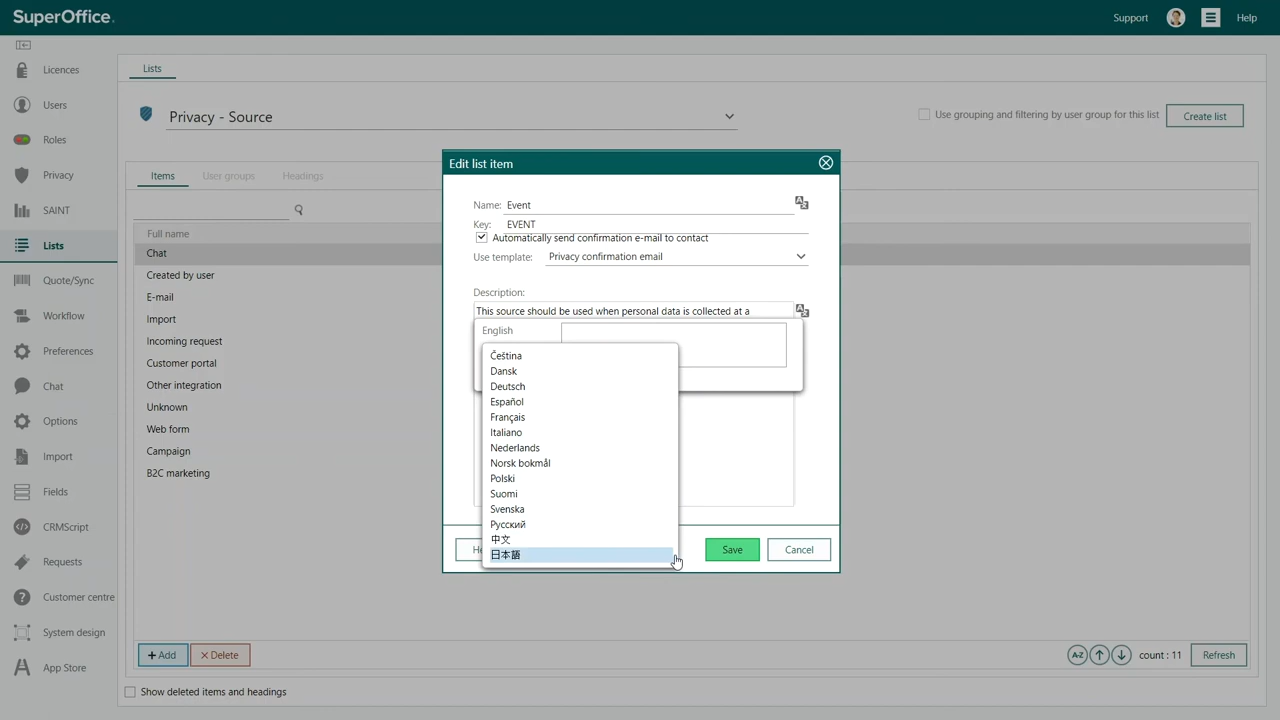 SuperOffice.
Support
Help
Licences
Users
Roles
Privacy
SAINT
Lists
Quote/Sync
Workflow
Preferences
Chat
Options
Import
Fields
CRMScript
Requests
Customer centre
System design
App Store
Lists
Privacy - Source
Use grouping and filtering by user group for this list
Create list
Items
User groups
Headings
Full name
Chat
Created by user
E-mail
Import
Incoming request
Customer portal
Other integration
Unknown
Web form
Campaign
B2C marketing
Edit list item
Name: Event
Key: EVENT
Automatically send confirmation e-mail to contact
Use template: Privacy confirmation email
Description:
This source should be used when personal data is collected at a
English
Čeština
Dansk
Deutsch
Español
Français
Italiano
Nederlands
Norsk bokmål
Polski
Suomi
Svenska
Русский
中文
日本語
Save
Cancel
+ Add
Delete
A-Z
count : 11
Refresh
Show deleted items and headings